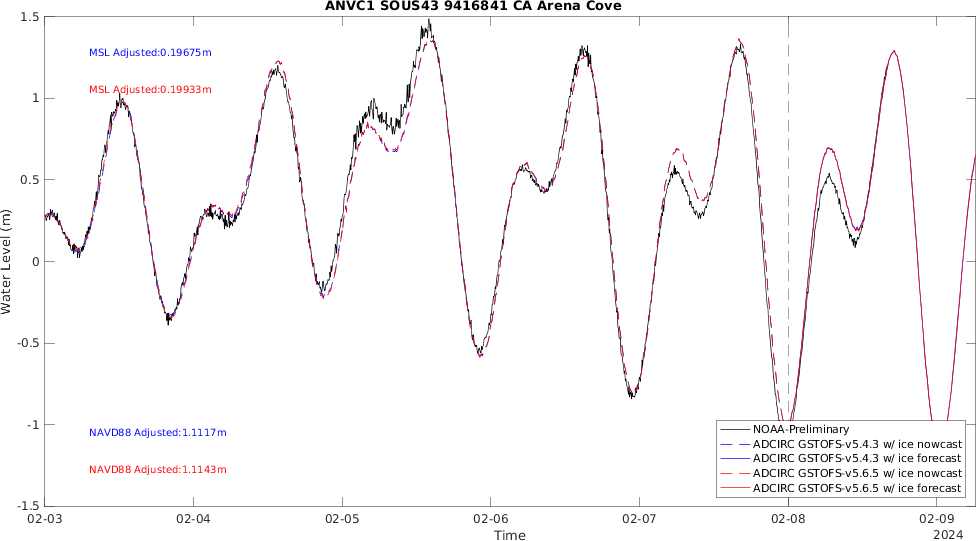 ANVC1 SOUS43 9416841 CA Arena Cove
MSL Adjusted:0.19675m
MSL Adjusted:0.19933m
NAVD88 Adjusted:1.1117m
NAVD88 Adjusted:1.1143m
Water Level (m)
1.5
1
0.5
0
-0.5
-1
-1.5
NOAA-Preliminary
ADCIRC GSTOFS-v5.4.3 w/ ice nowcast
ADCIRC GSTOFS-v5.4.3 w/ ice forecast
ADCIRC GSTOFS-v5.6.5 w/ ice nowcast
ADCIRC GSTOFS-v5.6.5 w/ ice forecast
02-03 02-04 02-05 02-06 02-07 02-08 02-09
2024
Time